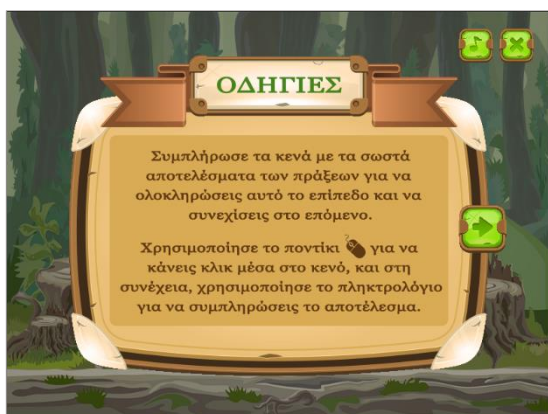 ΟΔΗΓΙΕΣ
Συμπλήρωσε τα κενά με τα σωστά
αποτελέσματα των πράξεων για να
ολοκληρώσεις αυτό το επίπεδο και να
συνεχίσεις στο επόμενο.
Χρησιμοποίησε το ποντίκι για να
κάνεις κλικ μέσα στο κενό, και στη
συνέχεια, χρησιμοποίησε το πληκτρολόγιο
για να συμπληρώσεις το αποτέλεσμα.